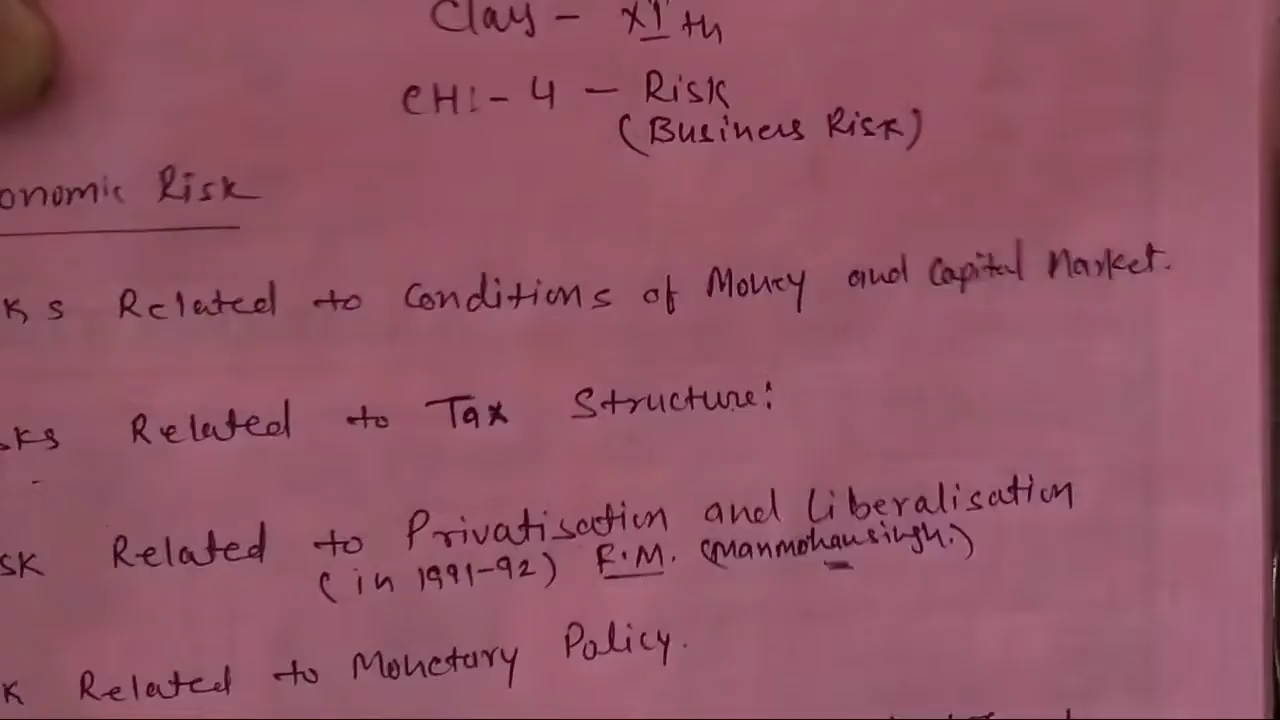 Clay - XIth
CH:- 4 - Risk
(Business Risk)
onomic Risk
ks Related to Conditions of Money and Capital Market.
ks Related to Tax Structure:
sk Related to Privatisation and Liberalisation
(in 1991-92) F.M. (Manmohansingh.)
k Related to Monetary Policy.